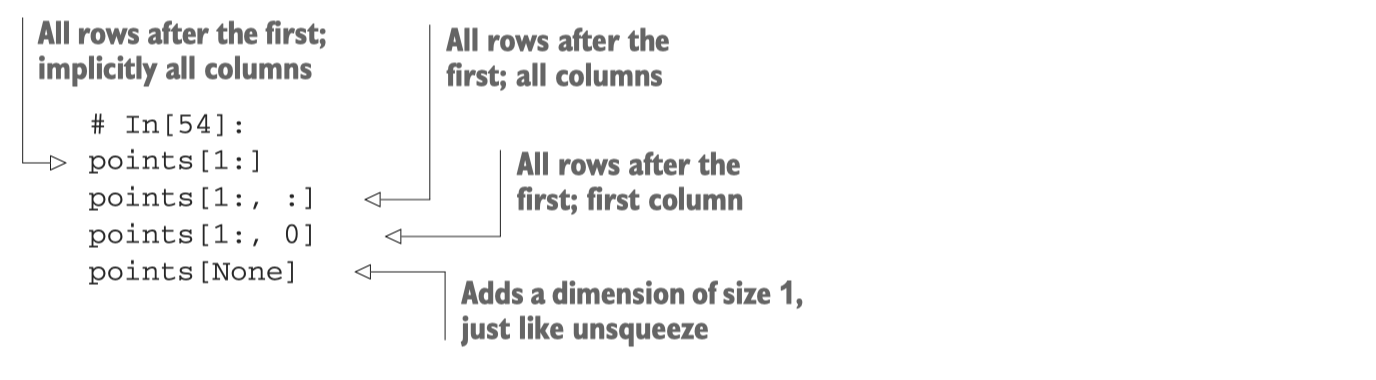 All rows after the first;
implicitly all columns
All rows after the
first; all columns
# In[54]:
points[1:]
points[1:, :]
points[1:, 0]
points[None]
All rows after the
first; first column
Adds a dimension of size 1,
just like unsqueeze